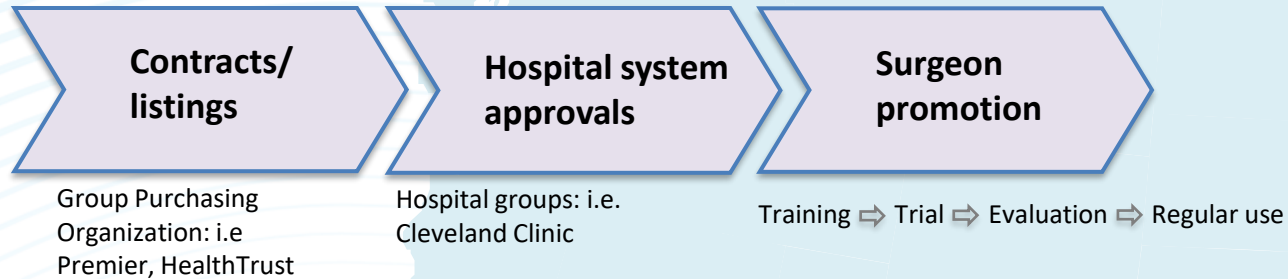 Contracts/
listings
Hospital system
approvals
Surgeon
promotion
Group Purchasing
Organization: i.e
Premier, HealthTrust
Hospital groups: i.e.
Cleveland Clinic
Training ⇨ Trial ⇨ Evaluation ⇨ Regular use